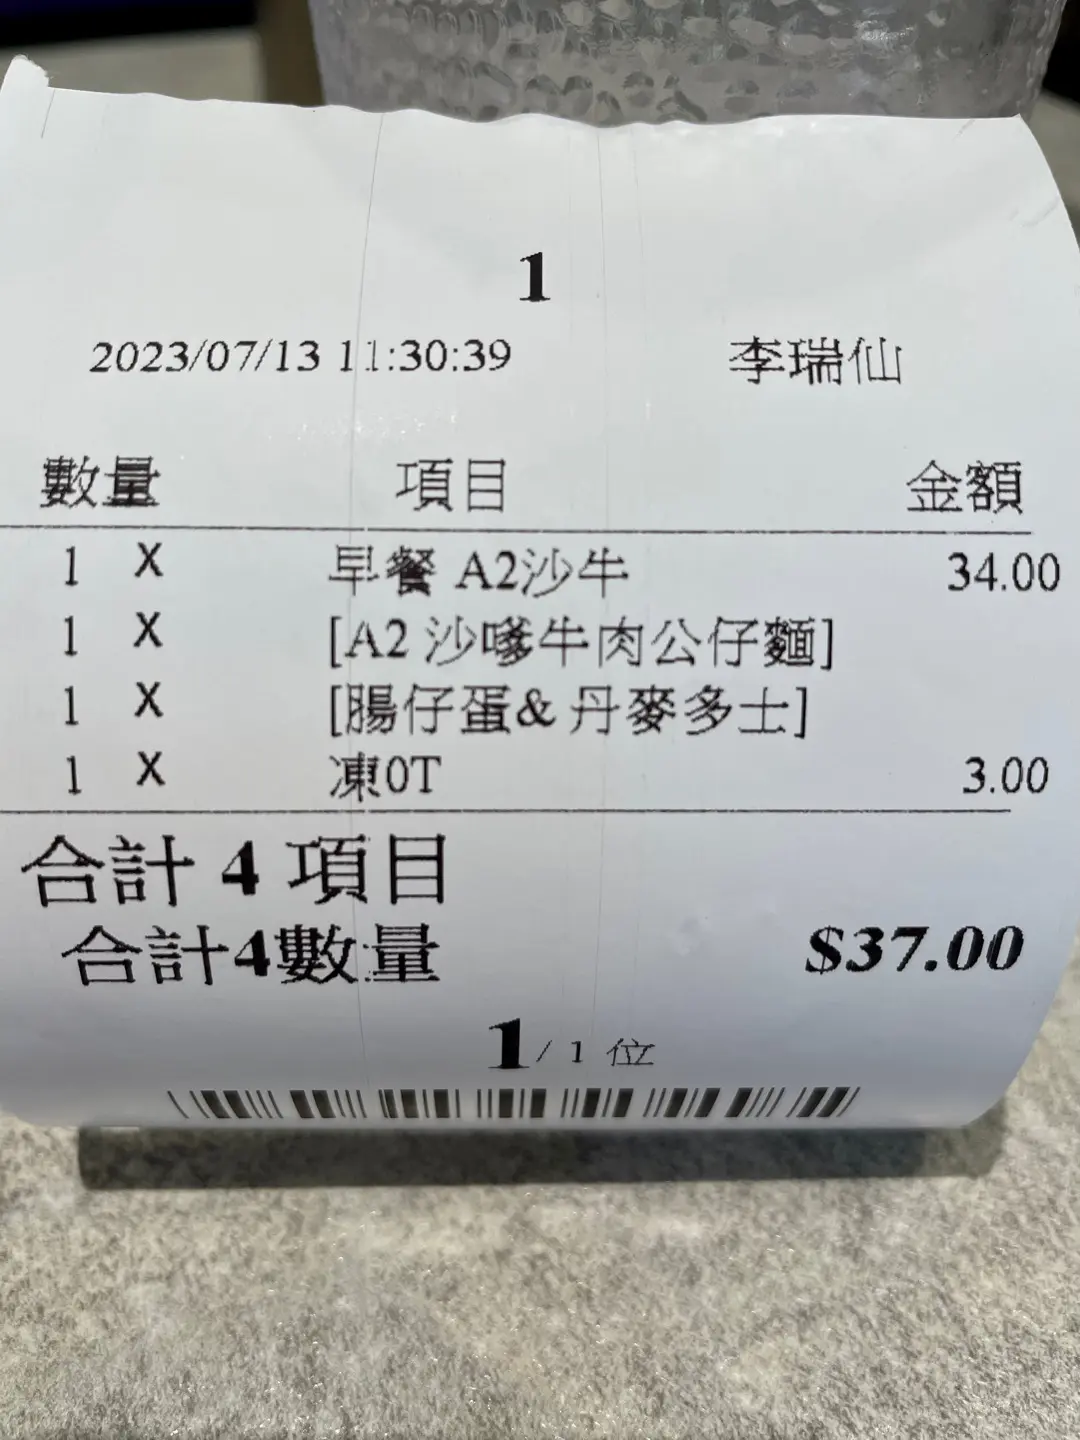 1
2023/07/13 11:30:39 李瑞仙
數量 項目 金額
1 X 早餐 A2沙牛 34.00
1 X [A2 沙嗲牛肉公仔麵]
1 X [腸仔蛋& 丹麥多士]
1 X 凍0T 3.00
合計 4 項目
合計4數量 $37.00
1 / 1 位